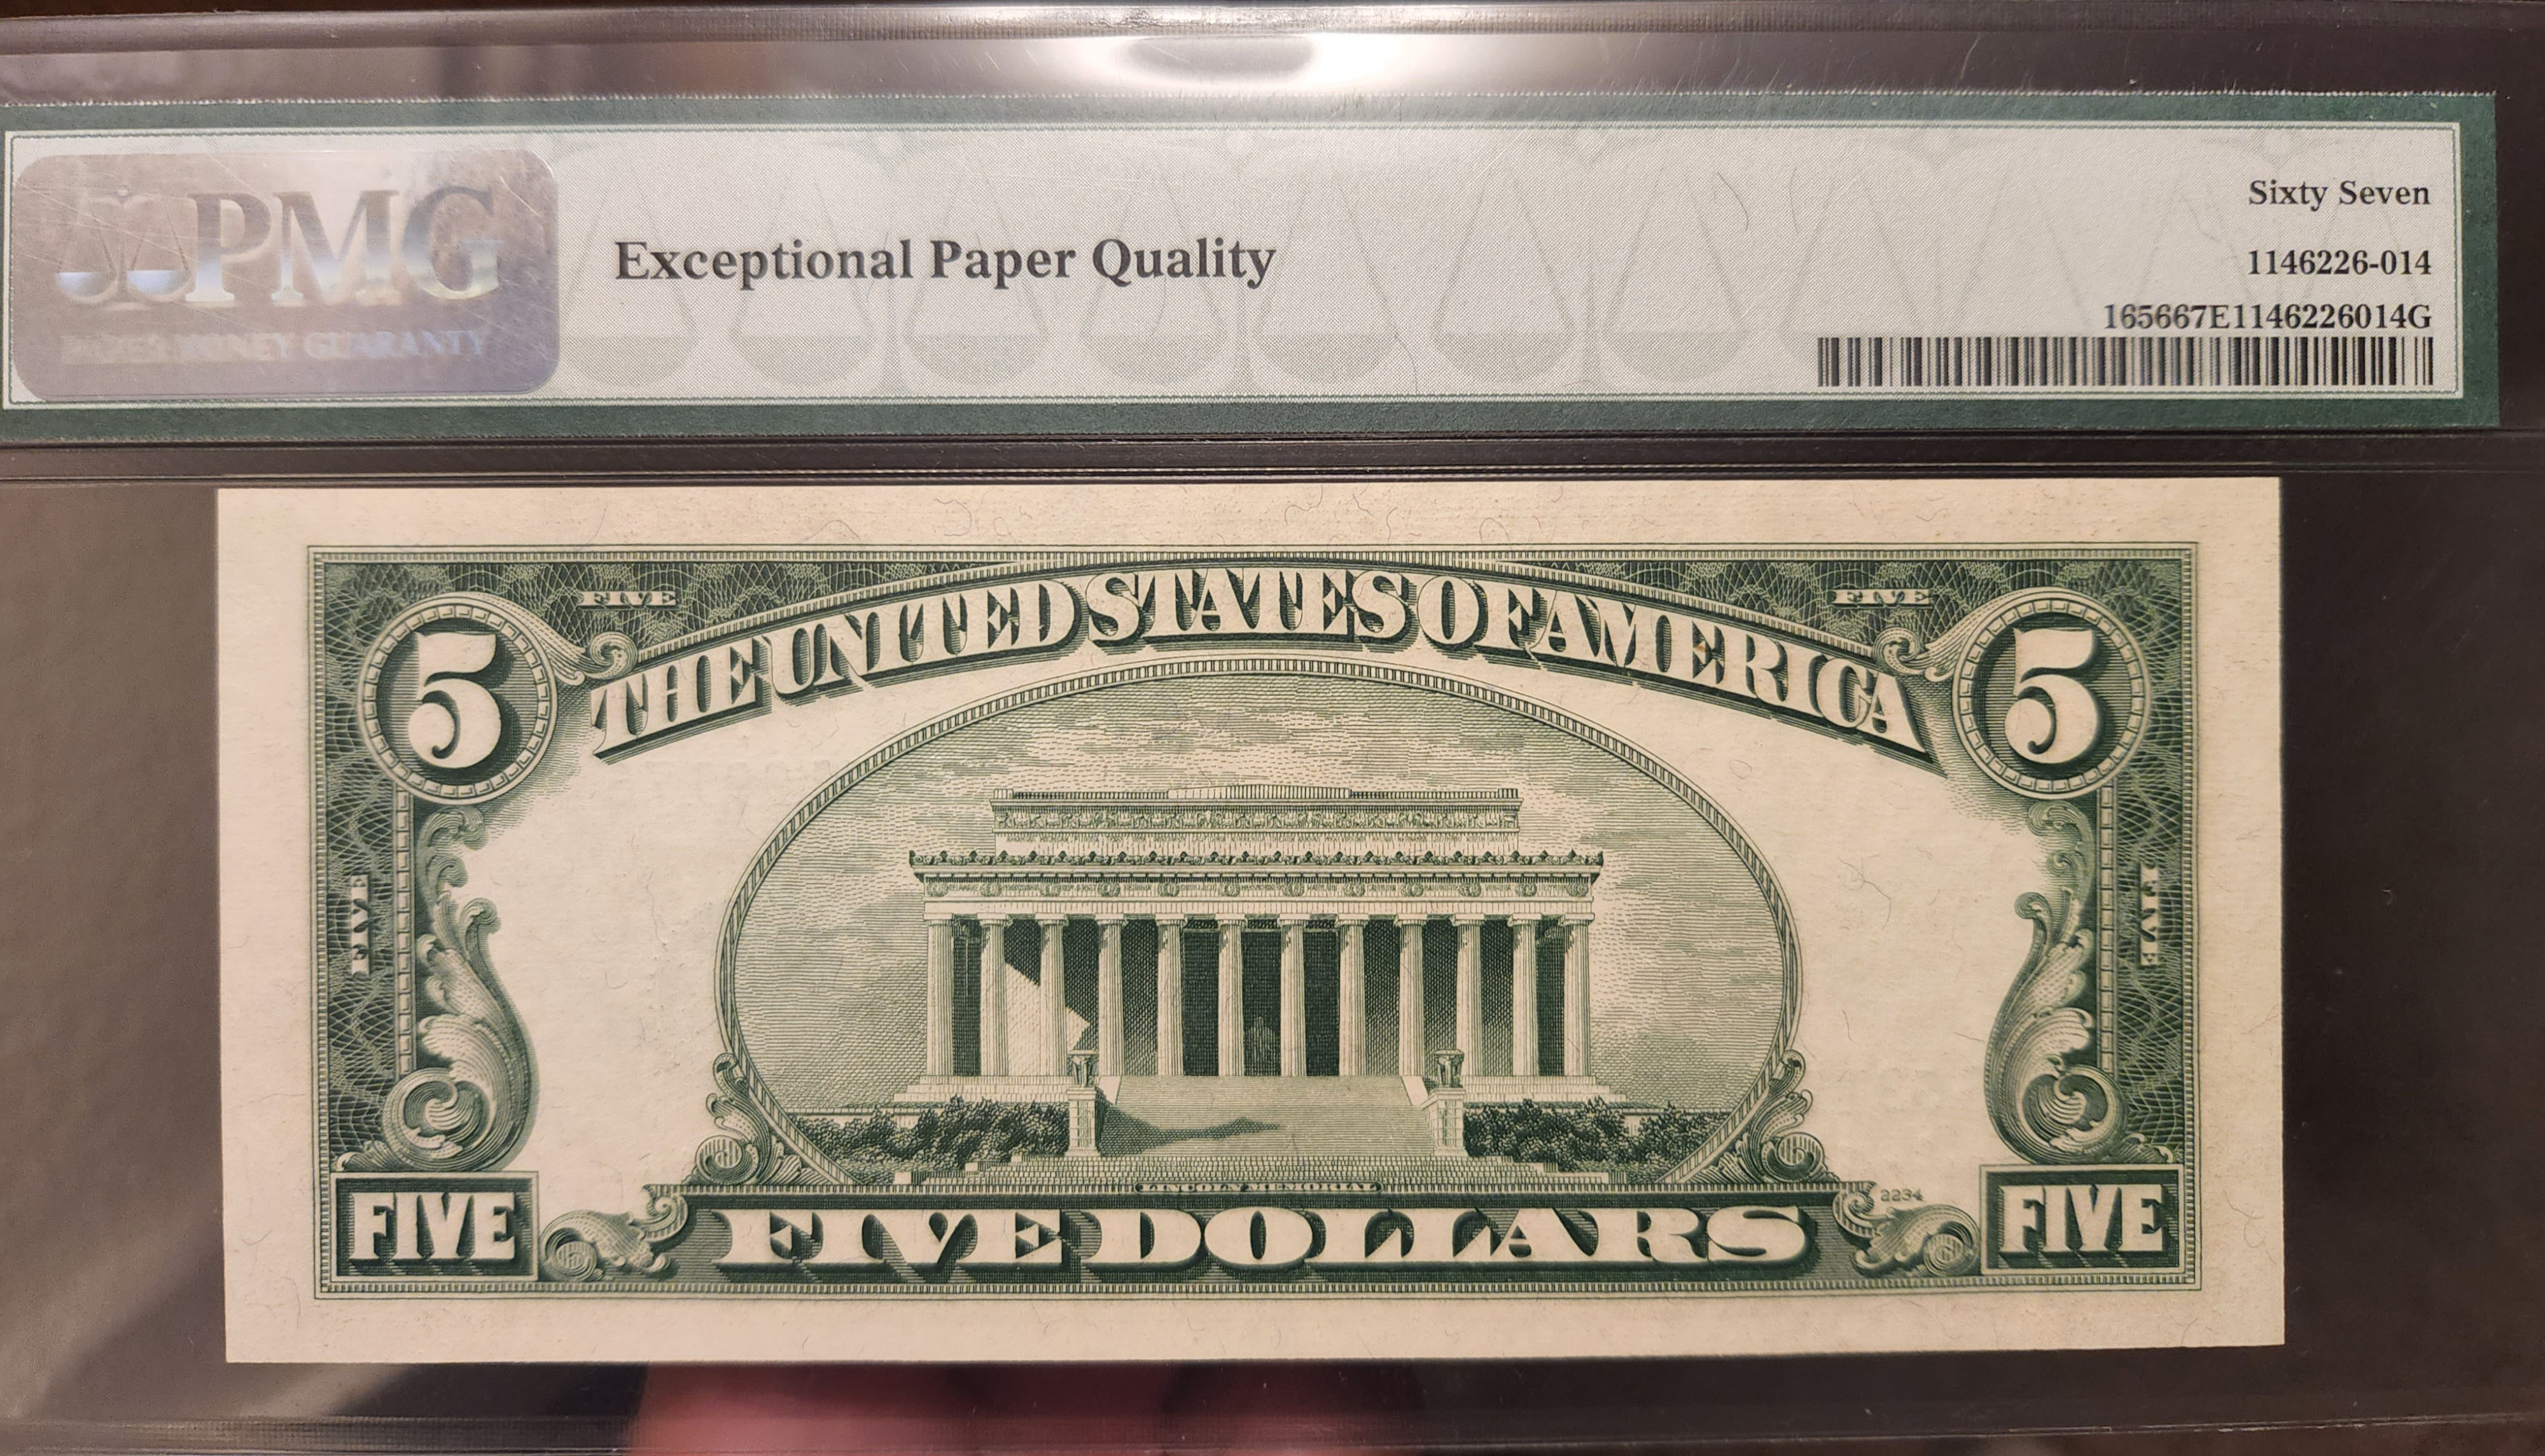 PMG
PAPER MONEY GUARANTY
Exceptional Paper Quality
Sixty Seven
1146226-014
165667E1146226014G
FIVE
FIVE
5
THE UNITED STATES OF AMERICA
5
FIVE
FIVE
LINCOLN MEMORIAL
2234
FIVE
FIVE DOLLARS
FIVE